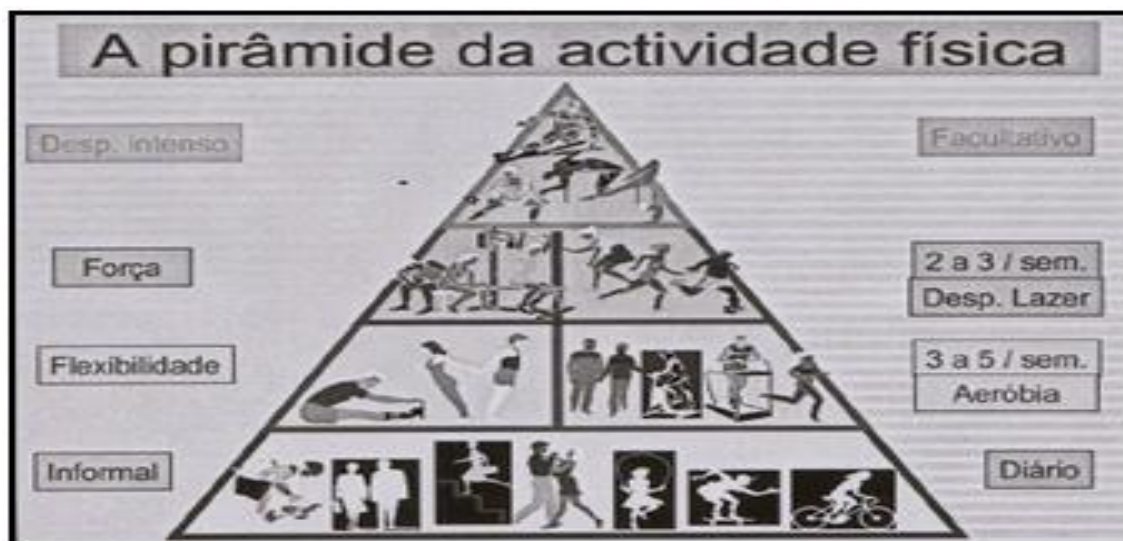 A pirâmide da actividade física
Desp. intenso
Facultativo
Força
2 a 3 / sem.
Desp. Lazer
Flexibilidade
3 a 5 / sem.
Aeróbia
Informal
Diário